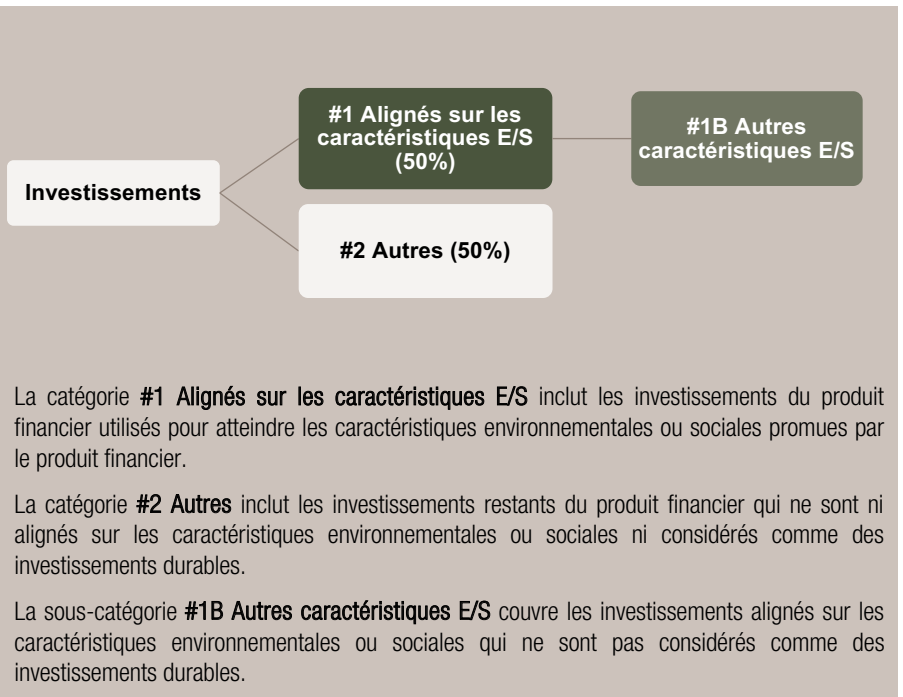 #1 Alignés sur les
caractéristiques E/S
(50%)
#1B Autres
caractéristiques E/S
Investissements
#2 Autres (50%)
La catégorie #1 Alignés sur les caractéristiques E/S inclut les investissements du produit
financier utilisés pour atteindre les caractéristiques environnementales ou sociales promues par
le produit financier.
La catégorie #2 Autres inclut les investissements restants du produit financier qui ne sont ni
alignés sur les caractéristiques environnementales ou sociales ni considérés comme des
investissements durables.
La sous-catégorie #1B Autres caractéristiques E/S couvre les investissements alignés sur les
caractéristiques environnementales ou sociales qui ne sont pas considérés comme des
investissements durables.